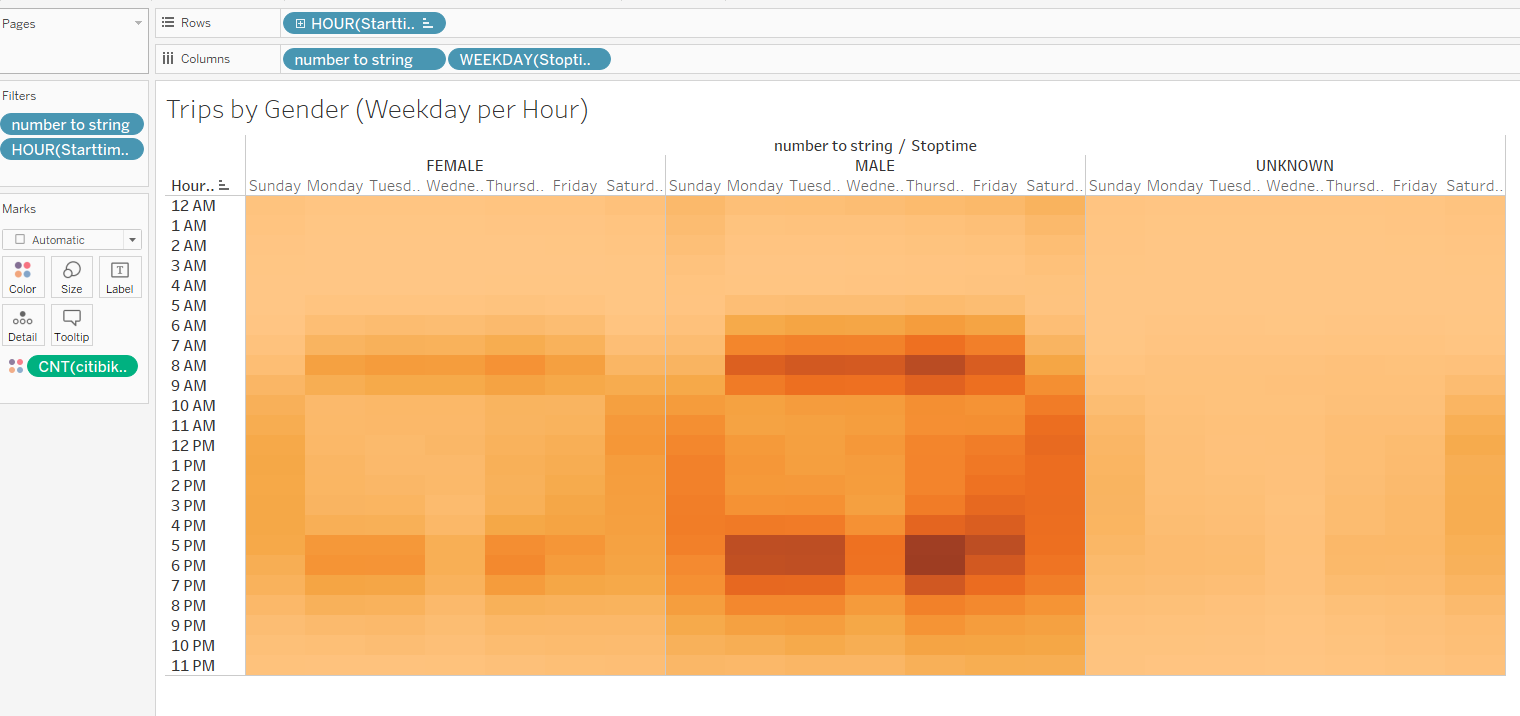 Pages
Rows
HOUR(Startti..
Columns
number to string
WEEKDAY(Stopti..
Filters
number to string
HOUR(Starttim..
Marks
Automatic
Color
Size
T
Label
Detail
Tooltip
CNT(citibik..
Trips by Gender (Weekday per Hour)
number to string / Stoptime
FEMALE MALE UNKNOWN
Hour.. Sunday Monday Tuesd.. Wedne.. Thursd.. Friday Saturd.. Sunday Monday Tuesd.. Wedne.. Thursd.. Friday Saturd.. Sunday Monday Tuesd.. Wedne.. Thursd.. Friday Saturd..
12 AM
1 AM
2 AM
3 AM
4 AM
5 AM
6 AM
7 AM
8 AM
9 AM
10 AM
11 AM
12 PM
1 PM
2 PM
3 PM
4 PM
5 PM
6 PM
7 PM
8 PM
9 PM
10 PM
11 PM